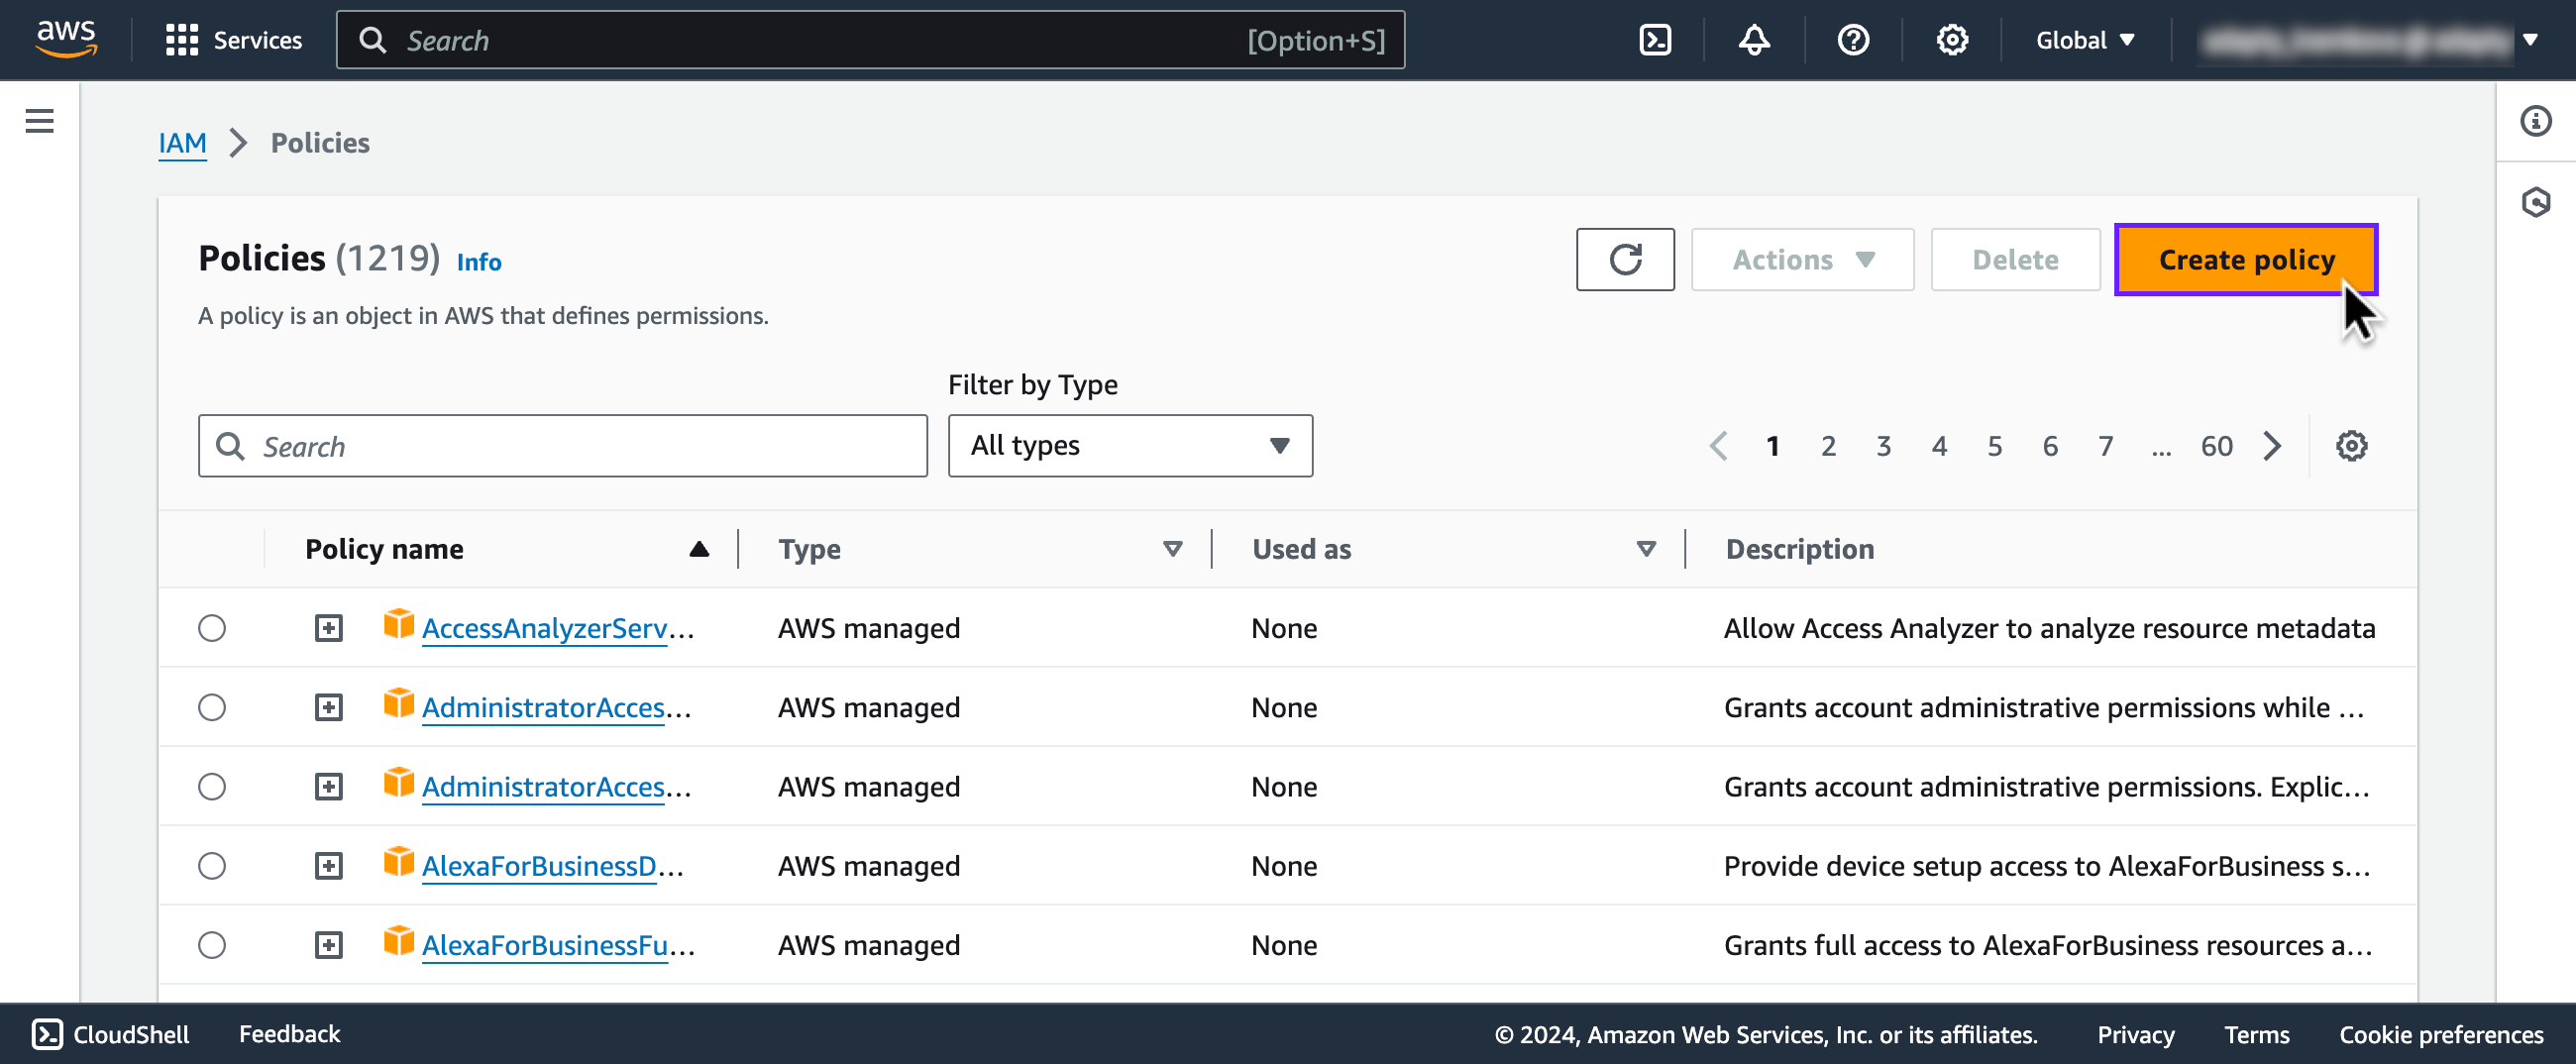 aws Services Search [Option+S] Global
IAM > Policies
Policies (1219) Info
Actions Delete Create policy
A policy is an object in AWS that defines permissions.
Filter by Type
Search All types 1 2 3 4 5 6 7 ... 60
Policy name Type Used as Description
AccessAnalyzerServ... AWS managed None Allow Access Analyzer to analyze resource metadata
AdministratorAcces... AWS managed None Grants account administrative permissions while ...
AdministratorAcces... AWS managed None Grants account administrative permissions. Explic...
AlexaForBusinessD... AWS managed None Provide device setup access to AlexaForBusiness s...
AlexaForBusinessFu... AWS managed None Grants full access to AlexaForBusiness resources a...
CloudShell Feedback © 2024, Amazon Web Services, Inc. or its affiliates. Privacy Terms Cookie preferences